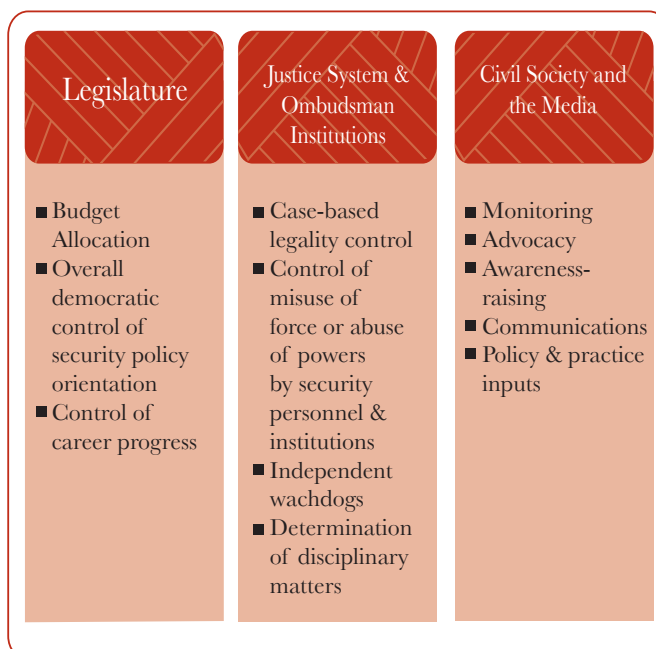 Legislature
■ Budget
Allocation
■ Overall
democratic
control of
security policy
orientation
■ Control of
career progress
Justice System &
Ombudsman
Institutions
■ Case-based
legality control
■ Control of
misuse of
force or abuse
of powers
by security
personnel &
institutions
■ Independent
wachdogs
■ Determination
of disciplinary
matters
Civil Society and
the Media
■ Monitoring
■ Advocacy
■ Awareness-
raising
■ Communications
■ Policy & practice
inputs